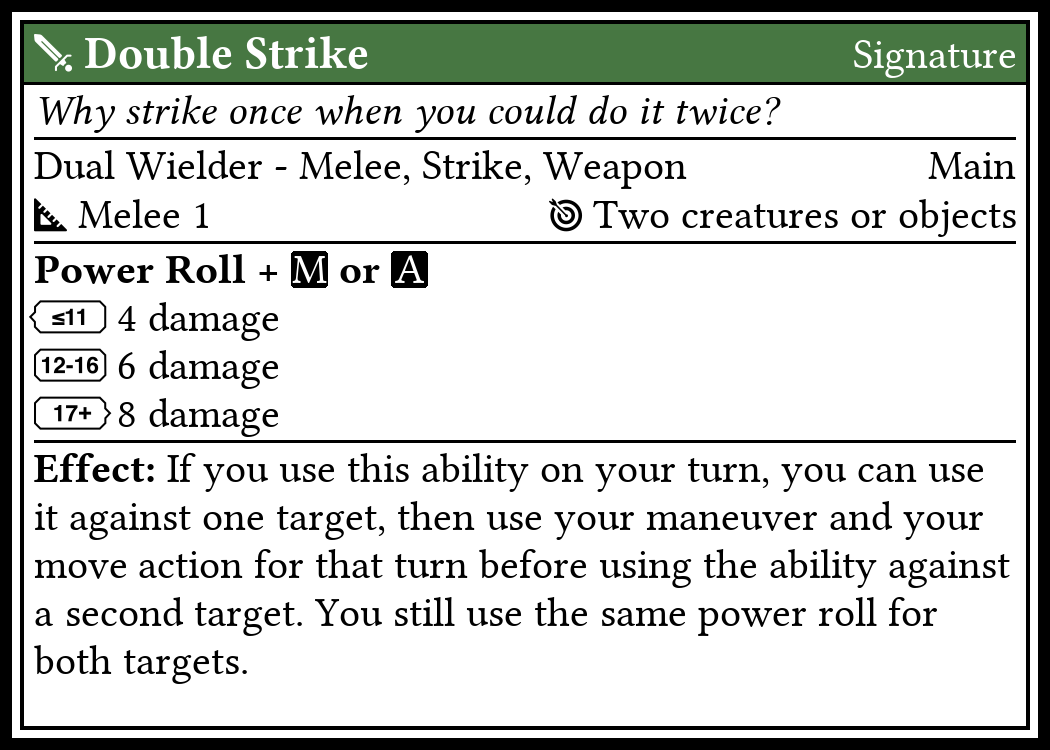 Double Strike Signature
Why strike once when you could do it twice?
Dual Wielder - Melee, Strike, Weapon Main
Melee 1 Two creatures or objects
Power Roll + M or A
≤11 4 damage
12-16 6 damage
17+ 8 damage
Effect: If you use this ability on your turn, you can use
it against one target, then use your maneuver and your
move action for that turn before using the ability against
a second target. You still use the same power roll for
both targets.